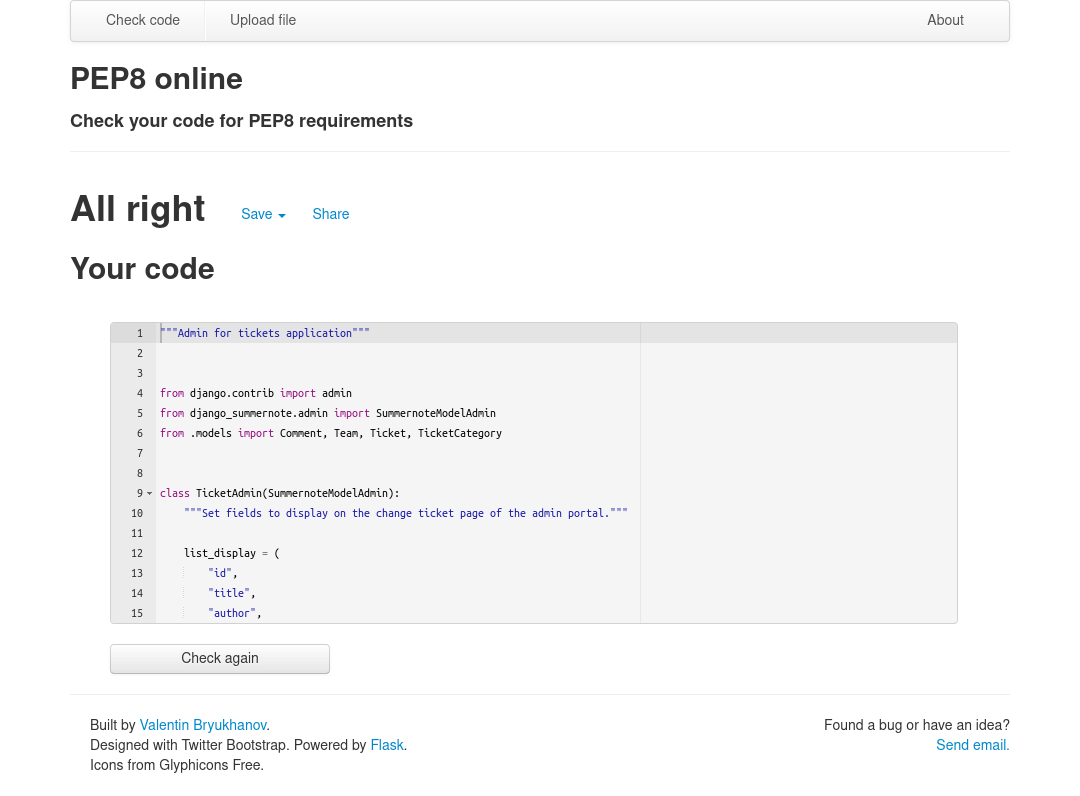 Check code Upload file About
PEP8 online
Check your code for PEP8 requirements
All right Save Share
Your code
1 """Admin for tickets application"""
2
3
4 from django.contrib import admin
5 from django_summernote.admin import SummernoteModelAdmin
6 from .models import Comment, Team, Ticket, TicketCategory
7
8
9 class TicketAdmin(SummernoteModelAdmin):
10     """Set fields to display on the change ticket page of the admin portal."""
11
12     list_display = (
13         "id",
14         "title",
15         "author",
Check again
Built by Valentin Bryukhanov.
Designed with Twitter Bootstrap. Powered by Flask.
Icons from Glyphicons Free.
Found a bug or have an idea?
Send email.